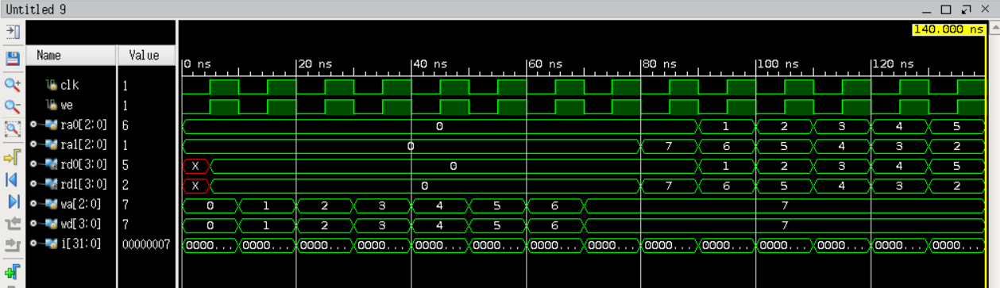 Untitled 9
140.000 ns
Name Value
0 ns 20 ns 40 ns 60 ns 80 ns 100 ns 120 ns
clk 1
we 1
ra0[2:0] 6 0 1 2 3 4 5
ra1[2:0] 1 0 7 6 5 4 3 2
rd0[3:0] 5 X 0 1 2 3 4 5
rd1[3:0] 2 X 0 7 6 5 4 3 2
wa[2:0] 7 0 1 2 3 4 5 6 7
wd[3:0] 7 0 1 2 3 4 5 6 7
i[31:0] 00000007 0000... 0000... 0000... 0000... 0000... 0000... 0000... 0000... 0000... 0000... 0000... 0000... 0000... 0000...